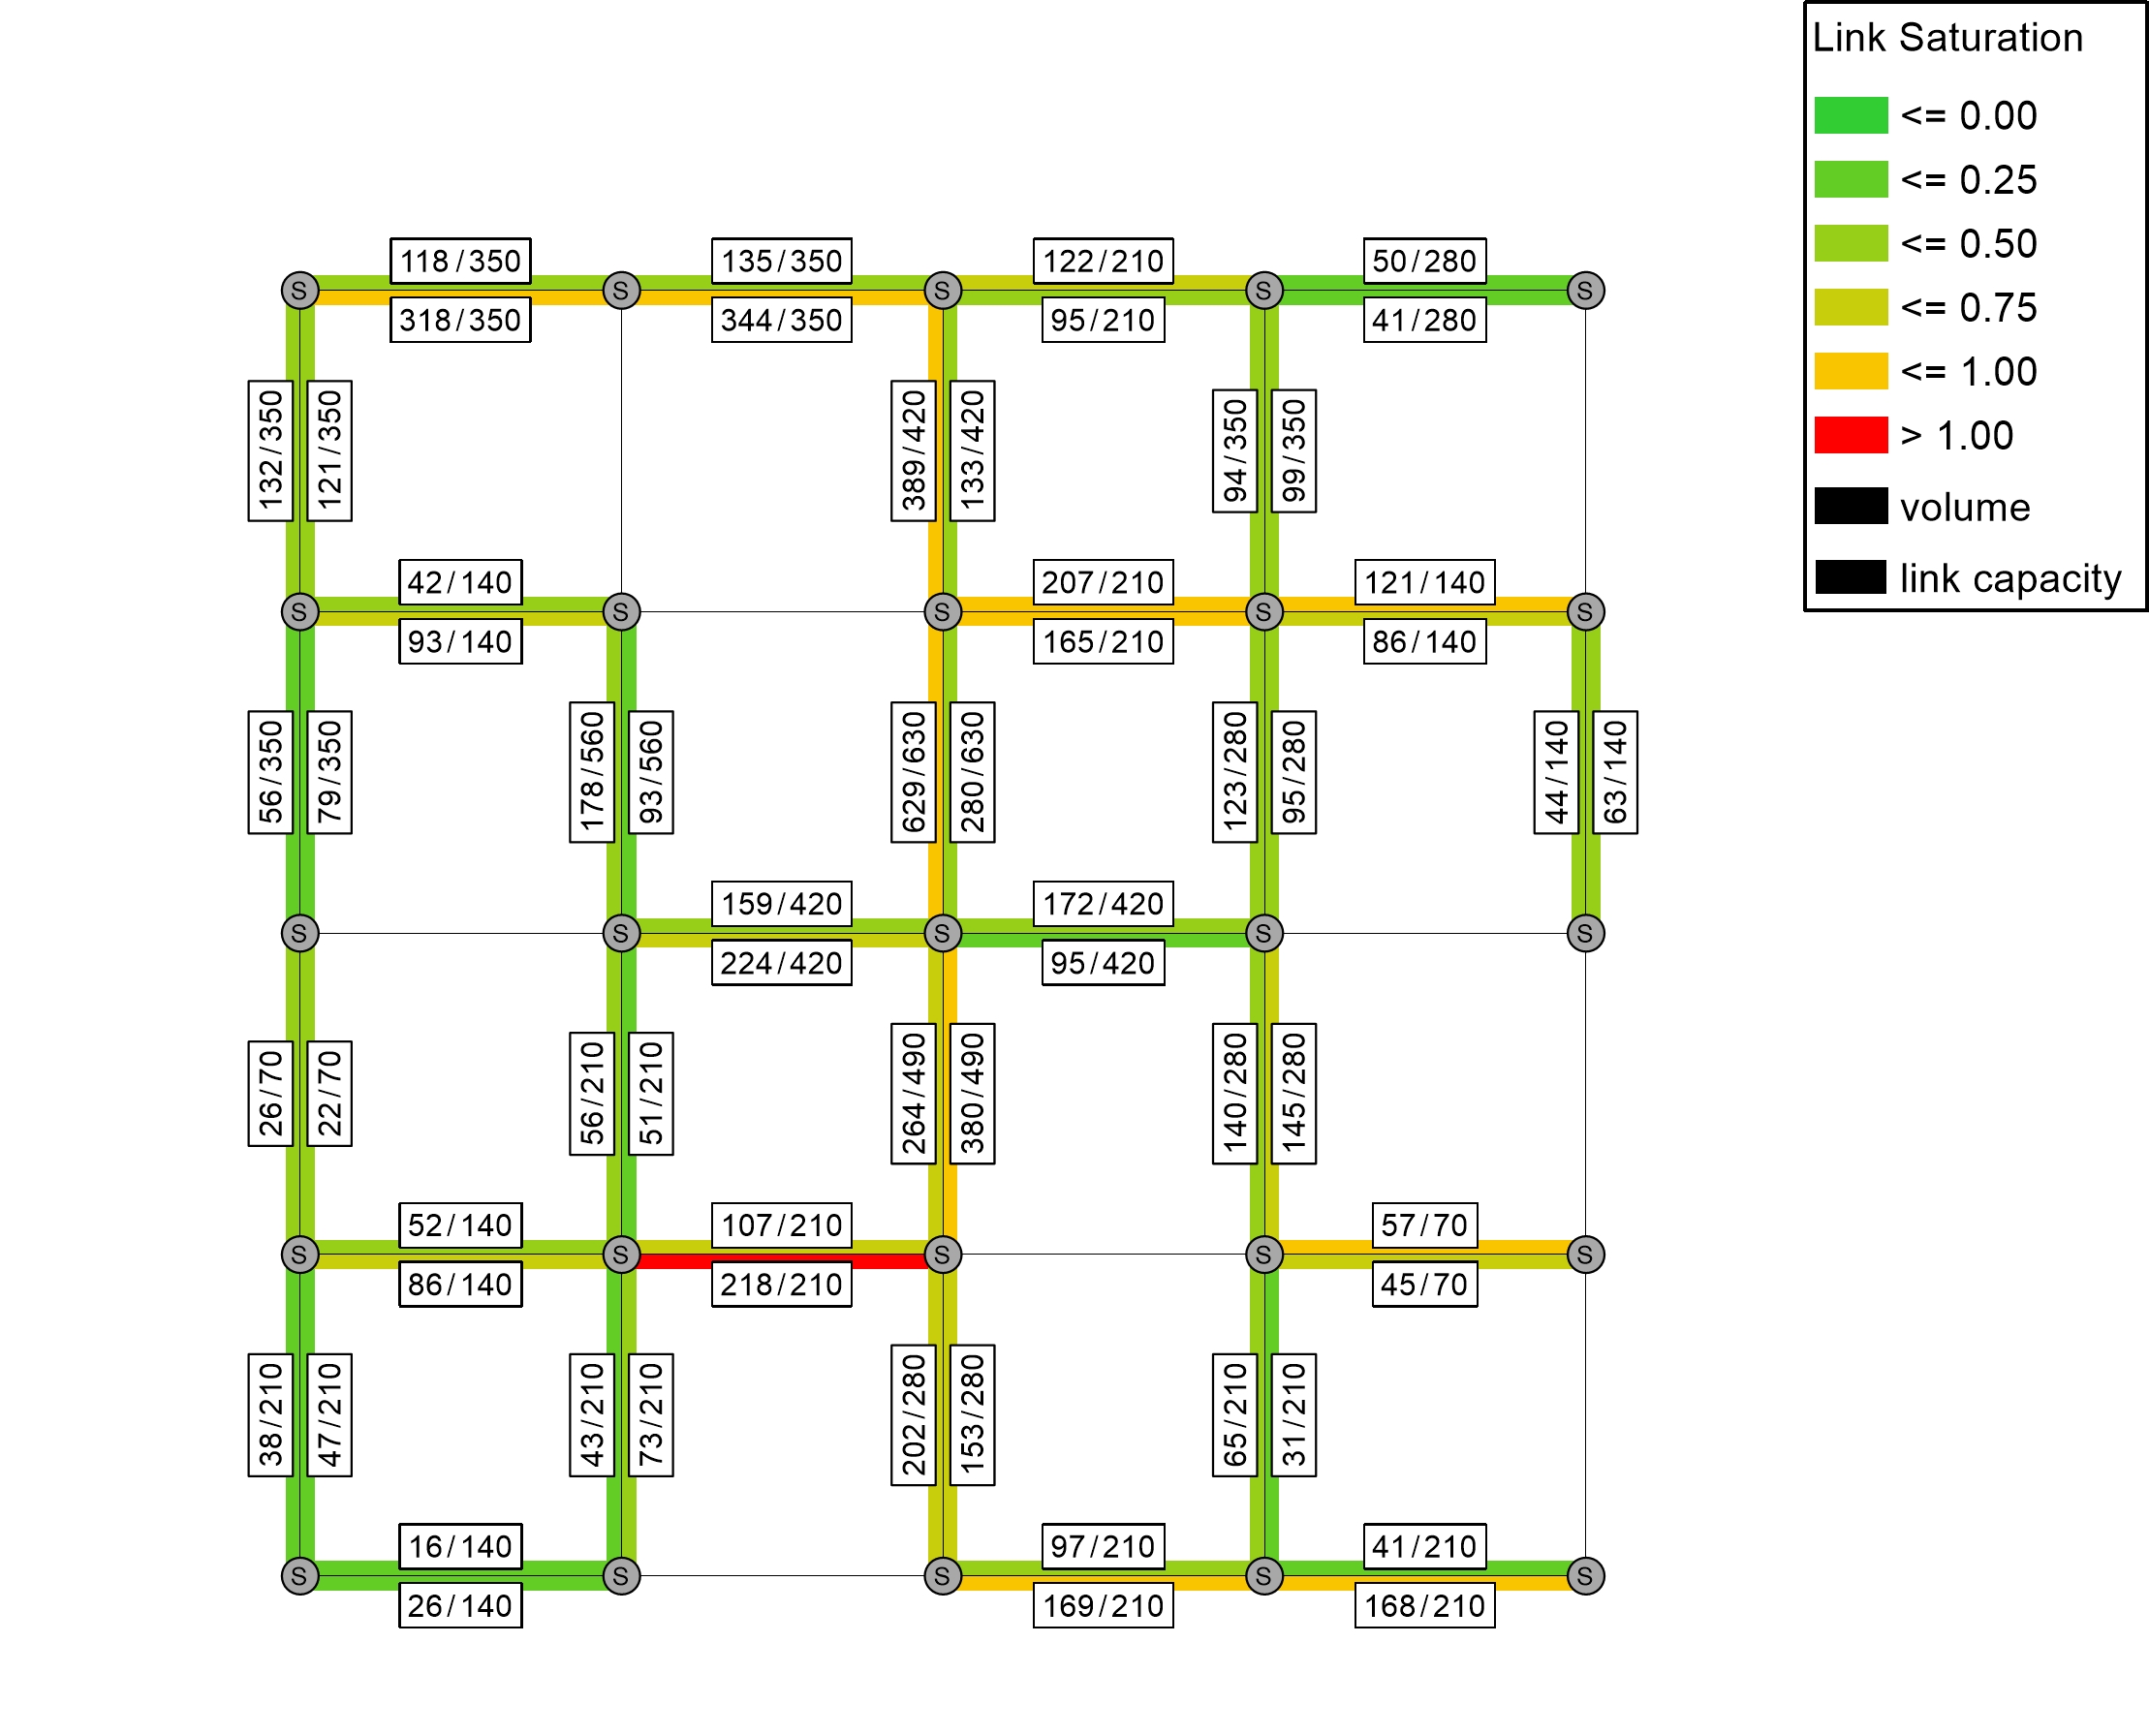 Link Saturation
<= 0.00
<= 0.25
<= 0.50
<= 0.75
<= 1.00
> 1.00
volume
link capacity
118/350
135/350
122/210
50/280
S
S
S
S
S
318/350
344/350
95/210
41/280
132/350
121/350
389/420
133/420
94/350
99/350
42/140
207/210
121/140
S
S
S
S
S
93/140
165/210
86/140
56/350
79/350
178/560
93/560
629/630
280/630
123/280
95/280
44/140
63/140
159/420
172/420
S
S
S
S
S
224/420
95/420
26/70
22/70
56/210
51/210
264/490
380/490
140/280
145/280
52/140
107/210
57/70
S
S
S
S
S
86/140
218/210
45/70
38/210
47/210
43/210
73/210
202/280
153/280
65/210
31/210
16/140
97/210
41/210
S
S
S
S
S
26/140
169/210
168/210